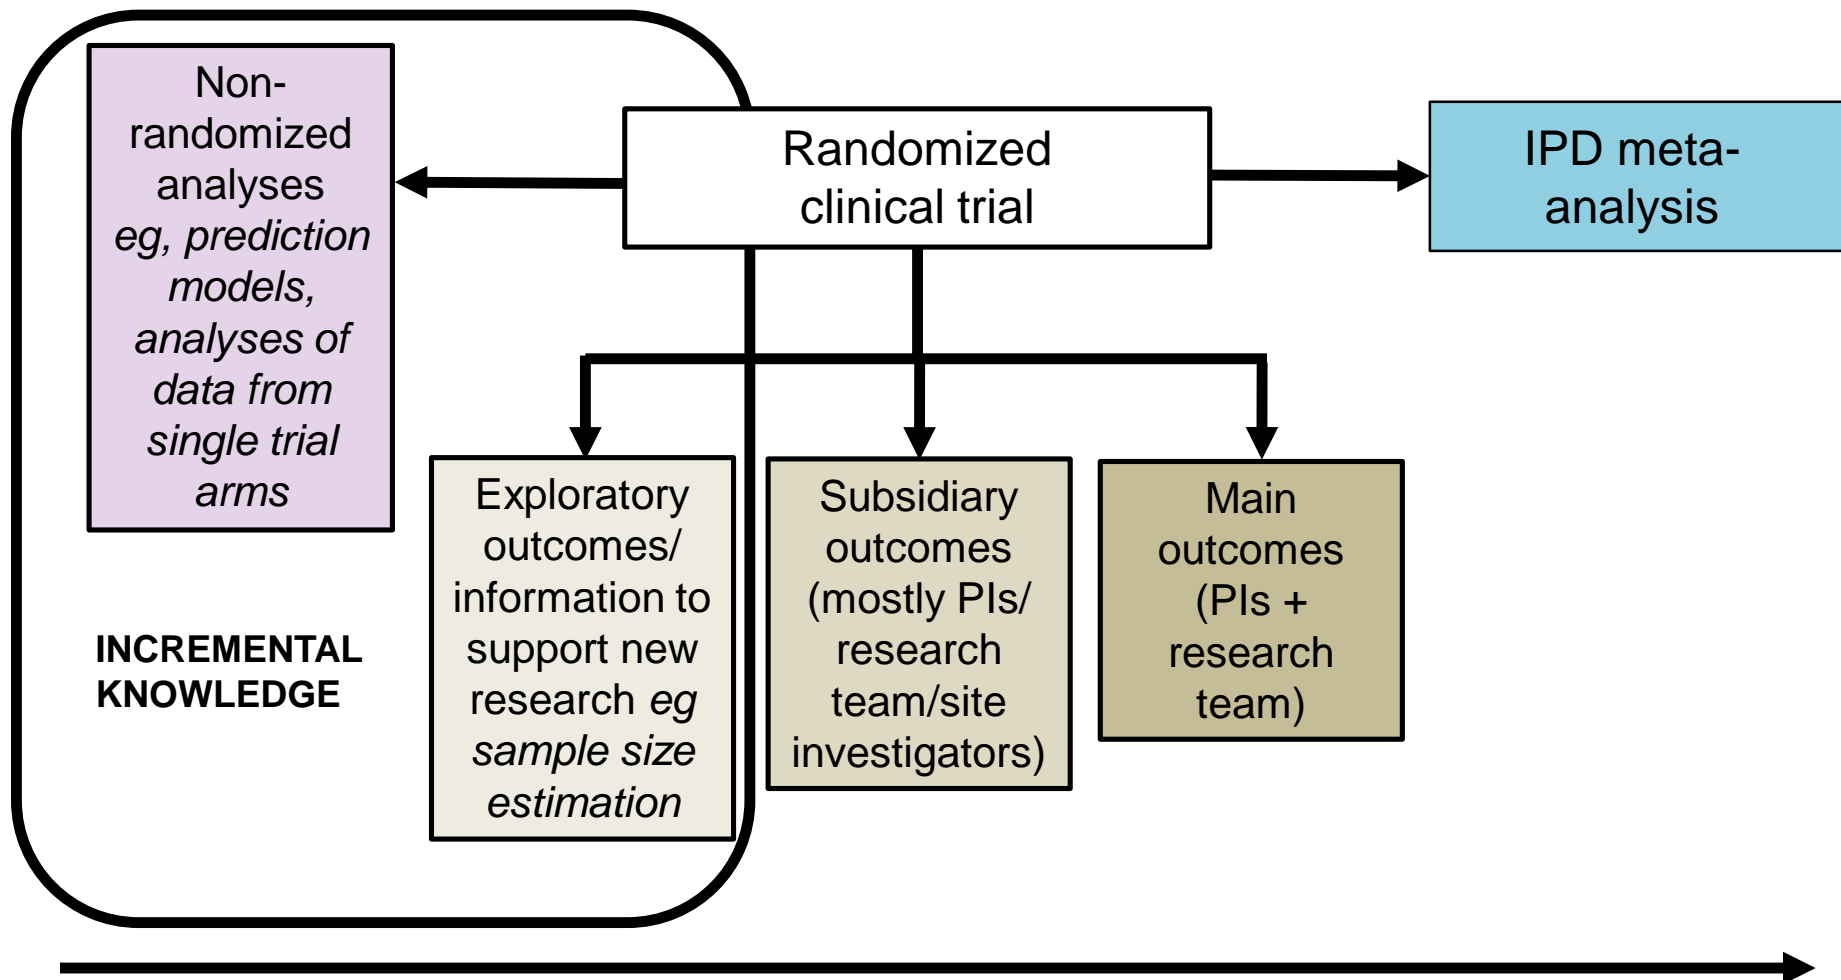 Non-
randomized
analyses
eg, prediction
models,
analyses of
data from
single trial
arms
Randomized
clinical trial
IPD meta-
analysis
Exploratory
outcomes/
information to
support new
research eg
sample size
estimation
Subsidiary
outcomes
(mostly PIs/
research
team/site
investigators)
Main
outcomes
(PIs +
research
team)
INCREMENTAL
KNOWLEDGE